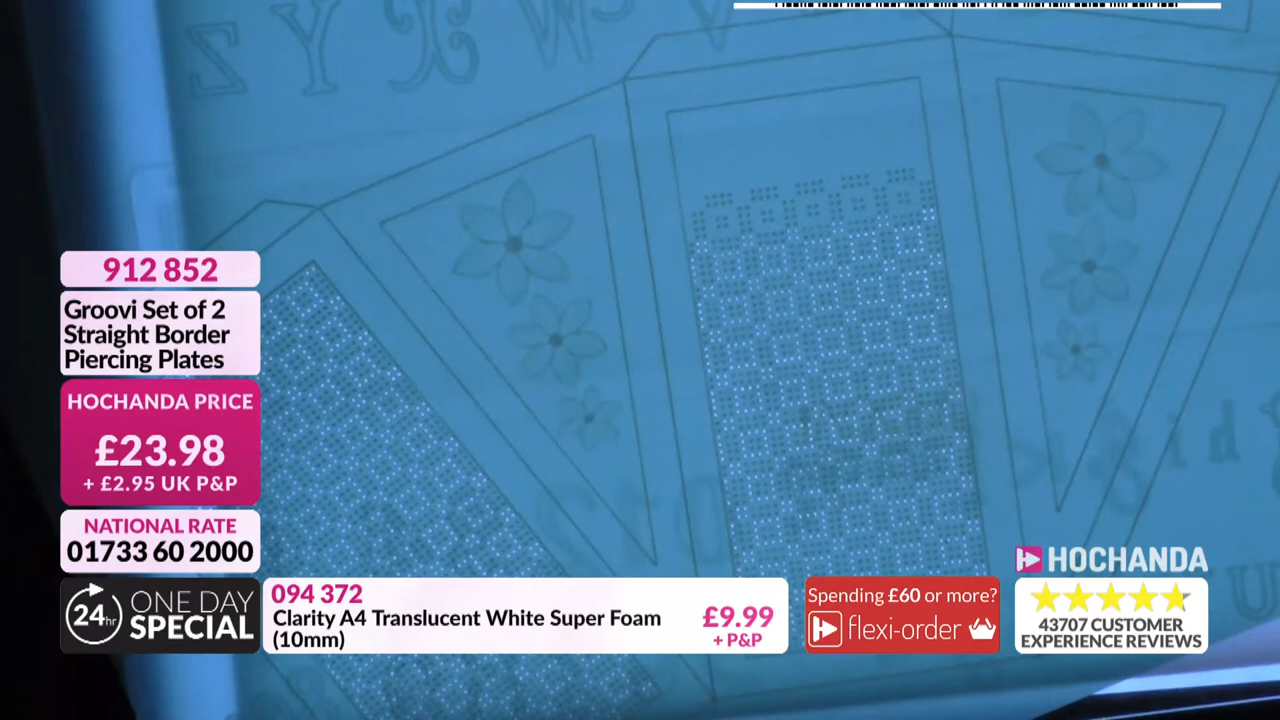 Z Y X W V
912 852
Groovi Set of 2
Straight Border
Piercing Plates
HOCHANDA PRICE
£23.98
+ £2.95 UK P&P
NATIONAL RATE
01733 60 2000
24hr
ONE DAY
SPECIAL
094 372
Clarity A4 Translucent White Super Foam
(10mm)
£9.99
+ P&P
Spending £60 or more?
flexi-order
HOCHANDA
43707 CUSTOMER
EXPERIENCE REVIEWS